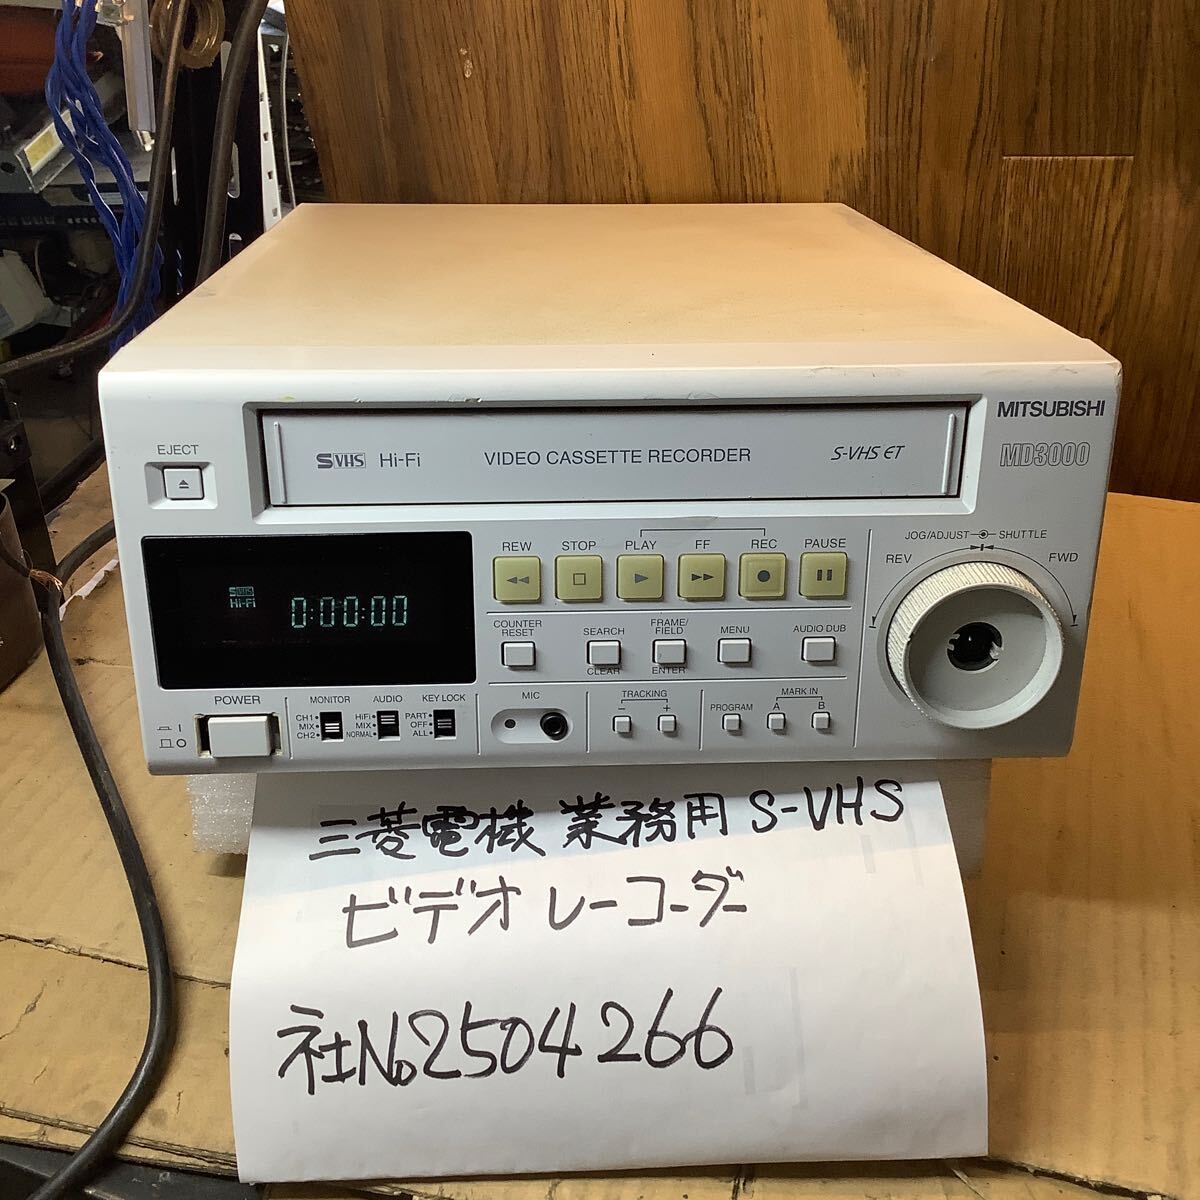 MITSUBISHI
MD3000
EJECT
SVHS Hi-Fi VIDEO CASSETTE RECORDER S-VHS ET
SVHS
Hi-Fi
0:00:00
REW STOP PLAY FF REC PAUSE
COUNTER RESET
SEARCH
CLEAR
FRAME/
FIELD
ENTER
MENU
AUDIO DUB
JOG/ADJUST SHUTTLE
REV FWD
POWER
I
O
MONITOR
CH1
MIX
CH2
AUDIO
HiFi
MIX
NORMAL
KEY LOCK
PART
OFF
ALL
MIC
TRACKING
- +
PROGRAM
MARK IN
A B
三菱電機 業務用 S-VHS
ビデオレコーダー
社No2504266